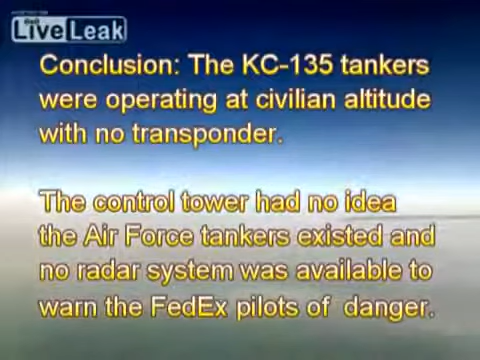 LiveLeak
Conclusion: The KC-135 tankers
were operating at civilian altitude
with no transponder.
The control tower had no idea
the Air Force tankers existed and
no radar system was available to
warn the FedEx pilots of danger.